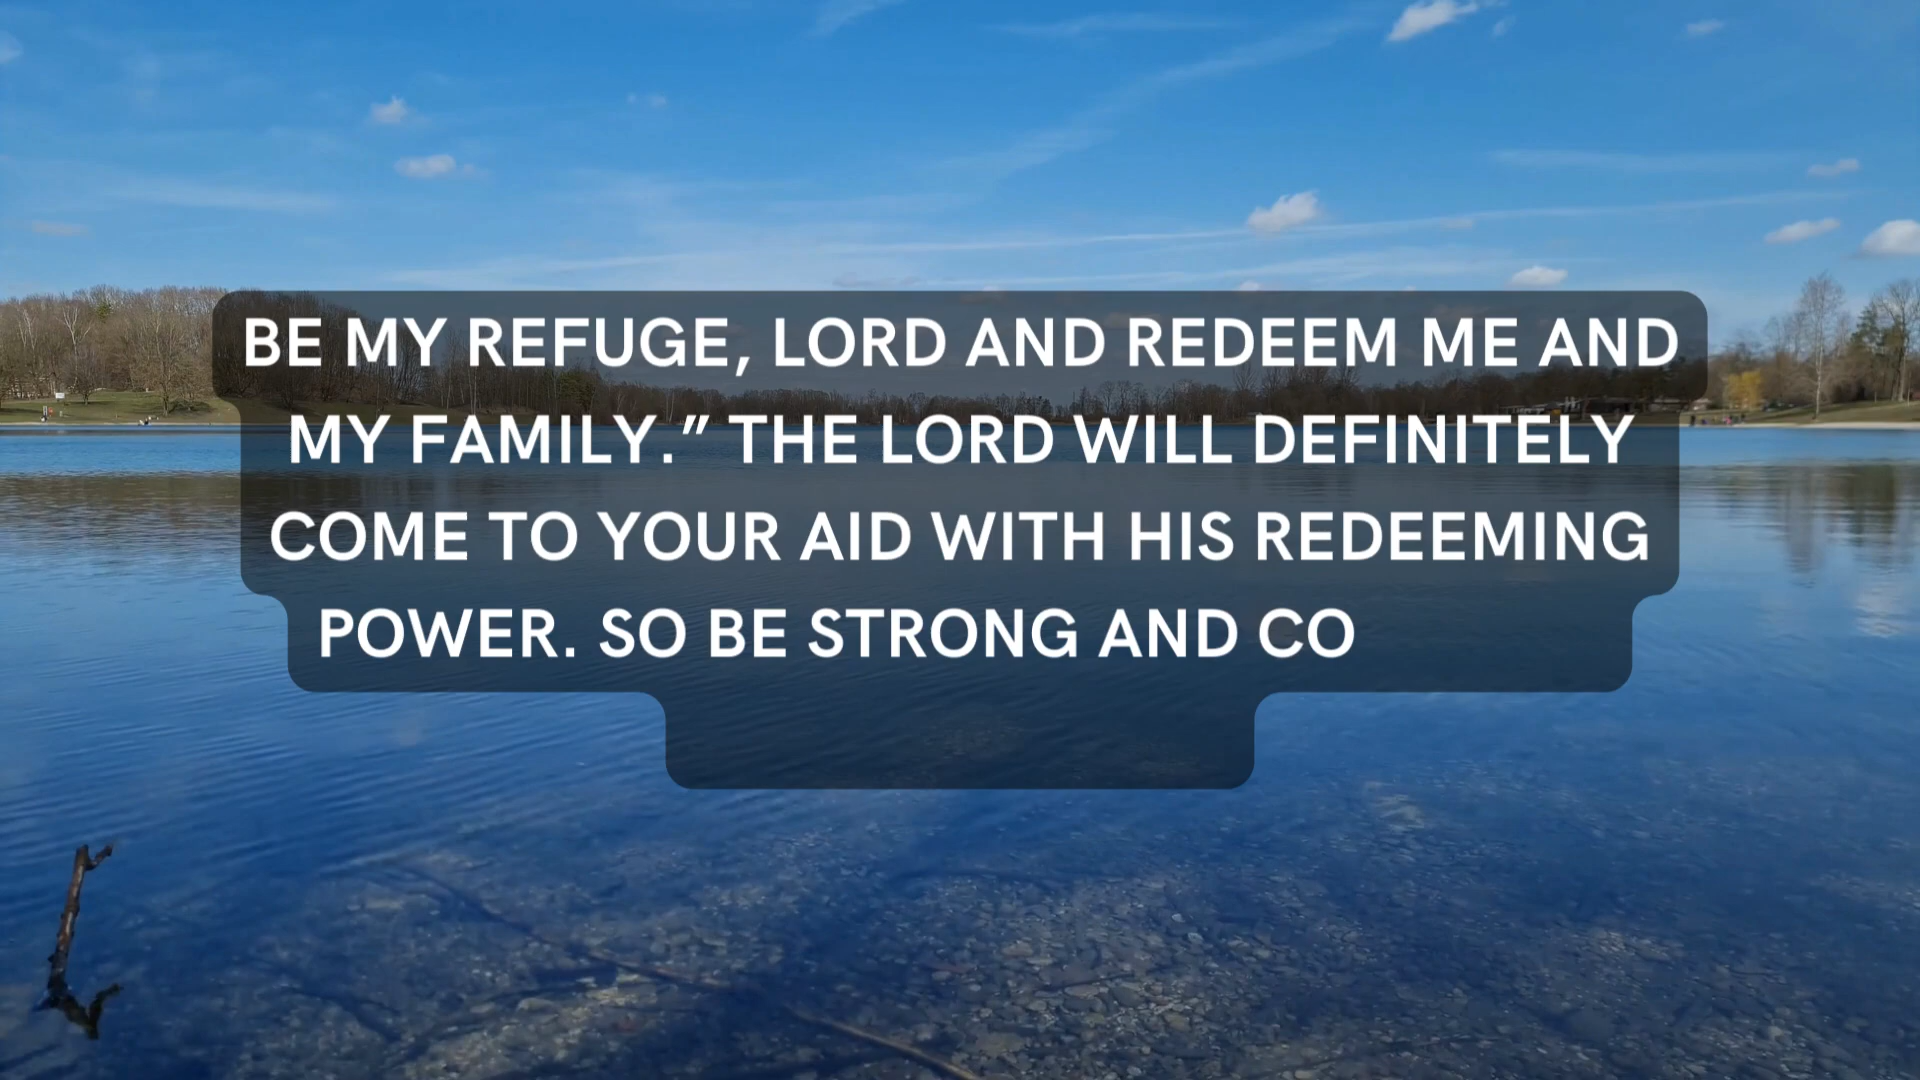 BE MY REFUGE, LORD AND REDEEM ME AND
MY FAMILY.” THE LORD WILL DEFINITELY
COME TO YOUR AID WITH HIS REDEEMING
POWER. SO BE STRONG AND CO